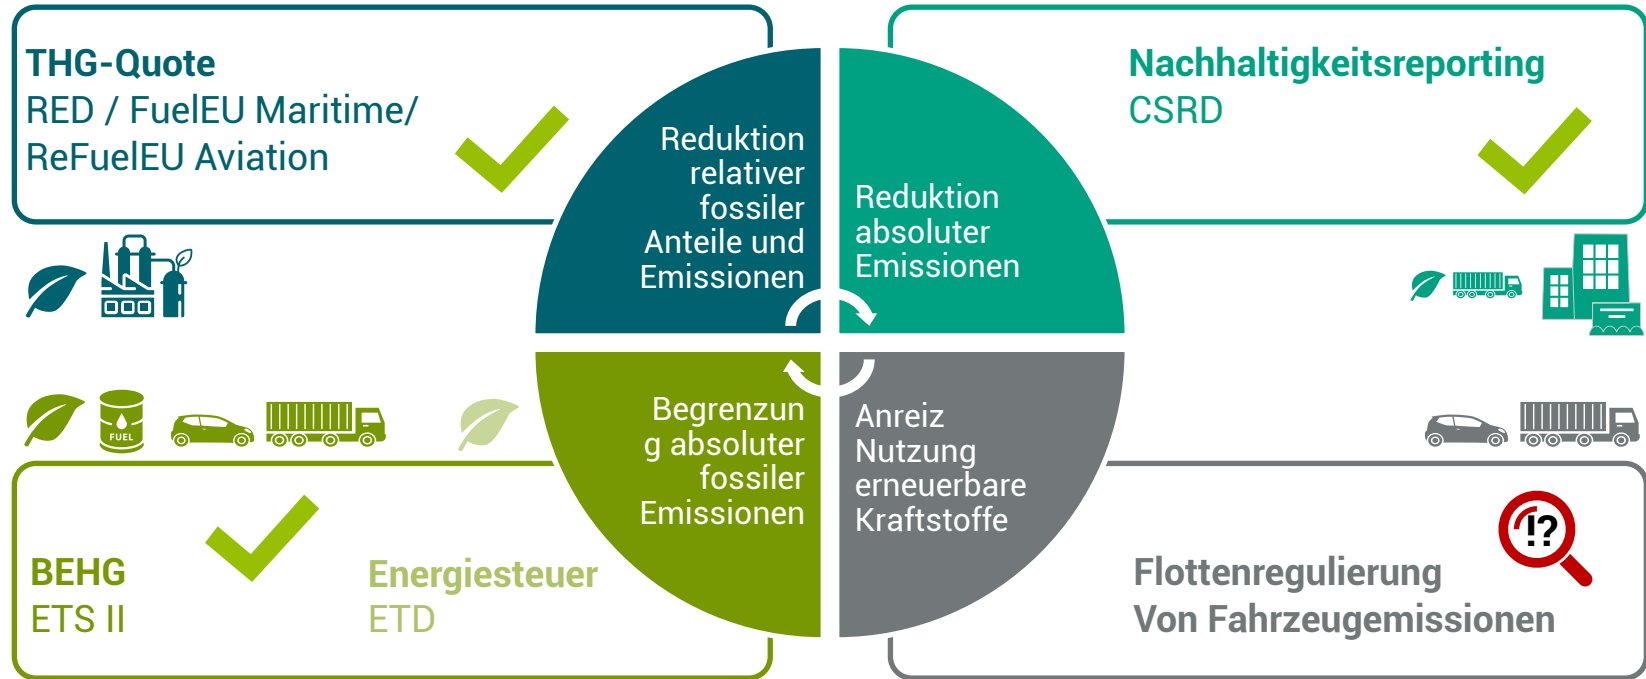 THG-Quote
RED / FuelEU Maritime/
ReFuelEU Aviation
Reduktion
relativer
fossiler
Anteile und
Emissionen
Nachhaltigkeitsreporting
CSRD
Reduktion
absoluter
Emissionen
FUEL
Begrenzun
g absoluter
fossiler
Emissionen
BEHG
ETS II
Energiesteuer
ETD
Anreiz
Nutzung
erneuerbare
Kraftstoffe
!?
Flottenregulierung
Von Fahrzeugemissionen